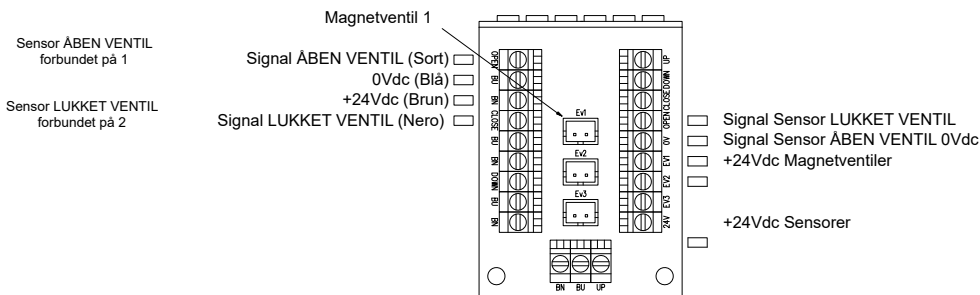 Magnetventil 1
Sensor ÅBEN VENTIL
forbundet på 1
Sensor LUKKET VENTIL
forbundet på 2
Signal ÅBEN VENTIL (Sort)
0Vdc (Blå)
+24Vdc (Brun)
Signal LUKKET VENTIL (Nero)
OPEN
BU
BN
CLOSE
BU
BN
DOWN
BU
BN
Ev1
Ev2
Ev3
UP
DOWN
CLOSE
OPEN
0V
EV1
EV2
EV3
24V
Signal Sensor LUKKET VENTIL
Signal Sensor ÅBEN VENTIL 0Vdc
+24Vdc Magnetventiler
+24Vdc Sensorer
BN BU UP